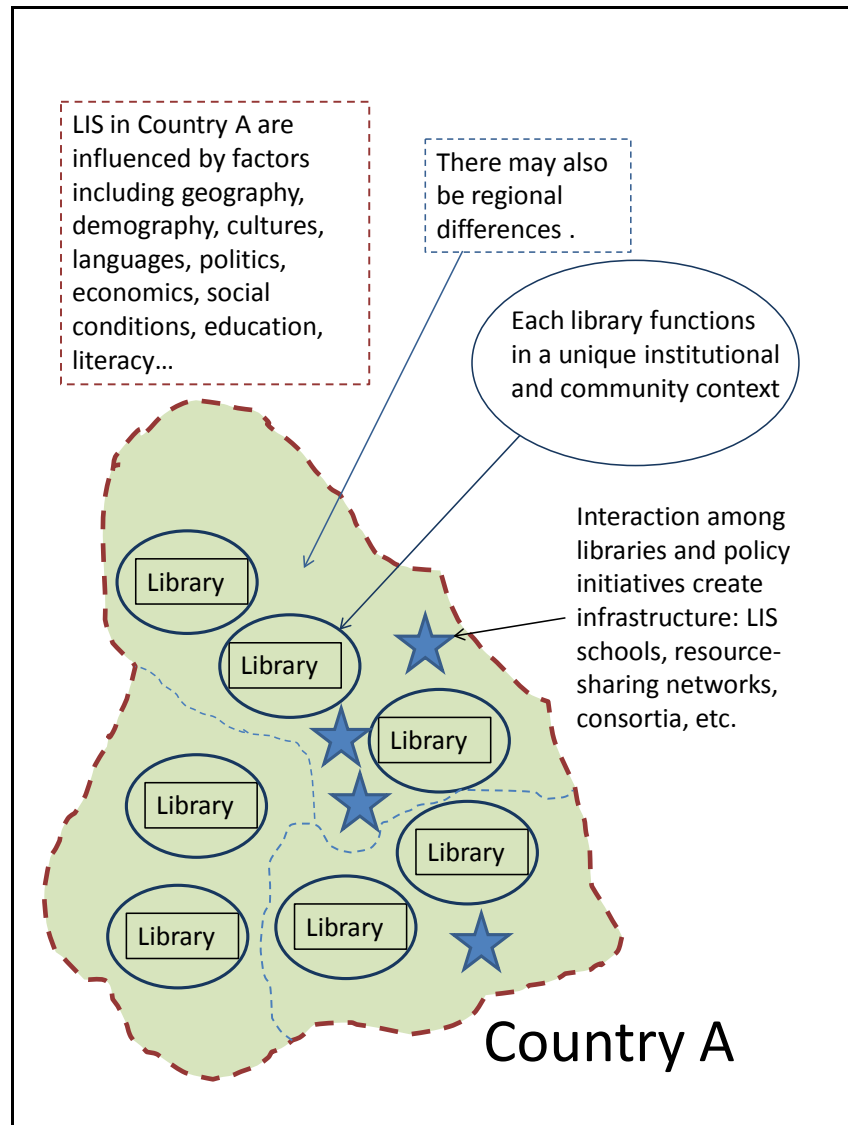 LIS in Country A are
influenced by factors
including geography,
demography, cultures,
languages, politics,
economics, social
conditions, education,
literacy…
There may also
be regional
differences .
Each library functions
in a unique institutional
and community context
Interaction among
libraries and policy
initiatives create
infrastructure: LIS
schools, resource-
sharing networks,
consortia, etc.
Library
Library
Library
Library
Library
Library
Library
Country A